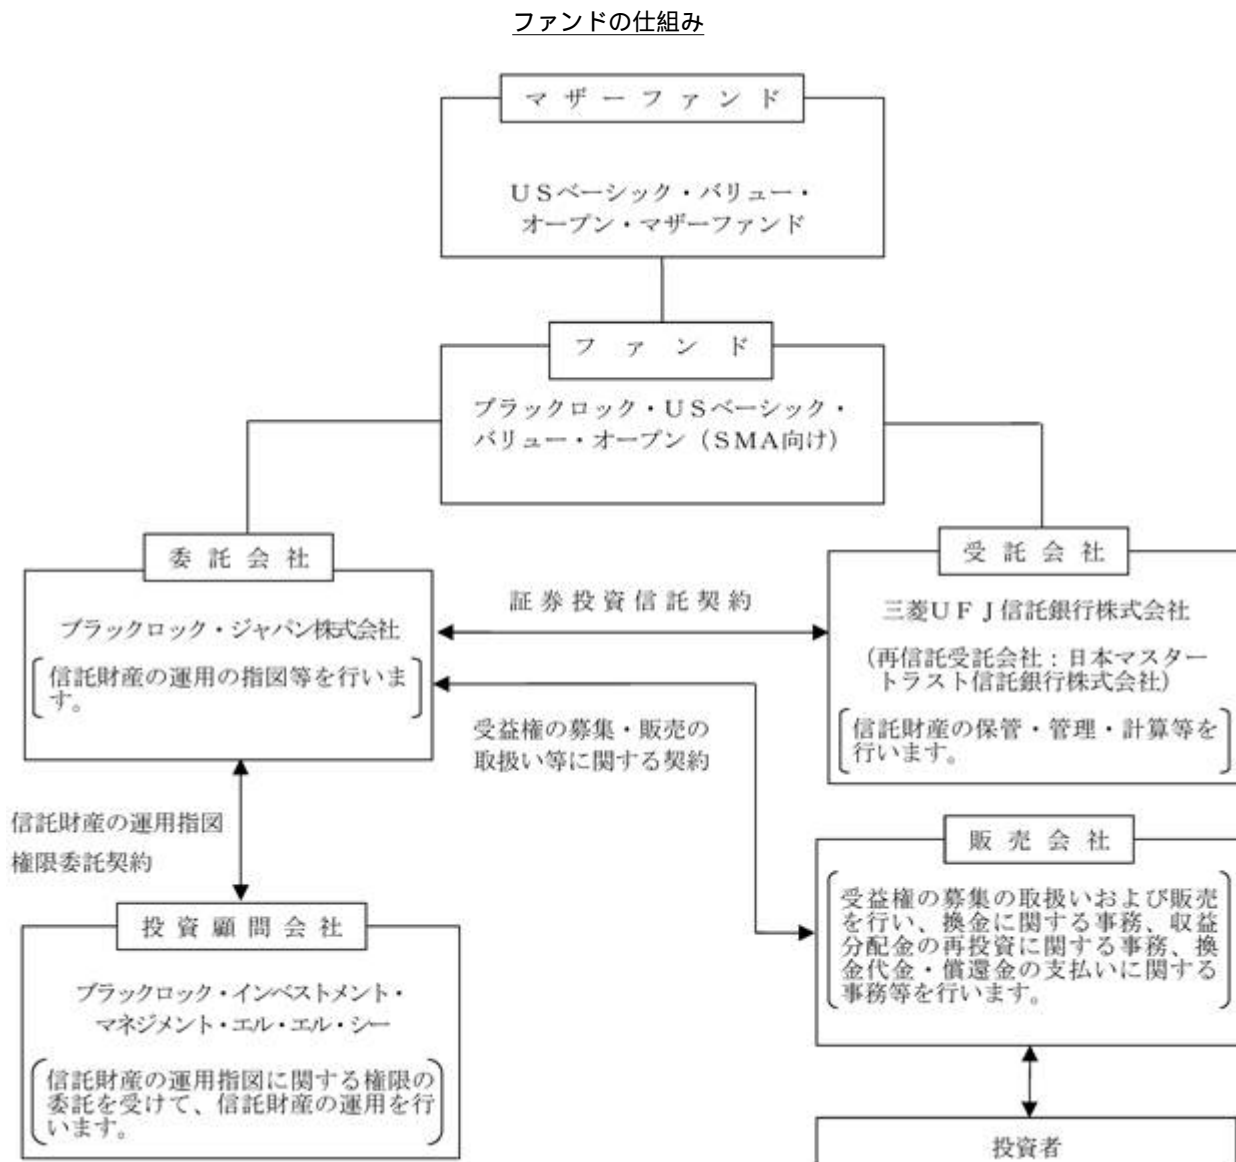 ファンドの仕組み
マザーファンド
USベーシック・バリュー・
オープン・マザーファンド
ファンド
ブラックロック・USベーシック・
バリュー・オープン（SMA向け）
委託会社
ブラックロック・ジャパン株式会社
信託財産の運用の指図等を行いま
す。
証券投資信託契約
受益権の募集・販売の
取扱い等に関する契約
受託会社
三菱UFJ信託銀行株式会社
（再信託受託会社：日本マスター
トラスト信託銀行株式会社）
信託財産の保管・管理・計算等を
行います。
信託財産の運用指図
権限委託契約
投資顧問会社
ブラックロック・インベストメント・
マネジメント・エル・エル・シー
信託財産の運用指図に関する権限の
委託を受けて、信託財産の運用を行
います。
販売会社
受益権の募集の取扱いおよび販売
を行い、換金に関する事務、収益
分配金の再投資に関する事務、換
金代金・償還金の支払いに関する
事務等を行います。
投資者